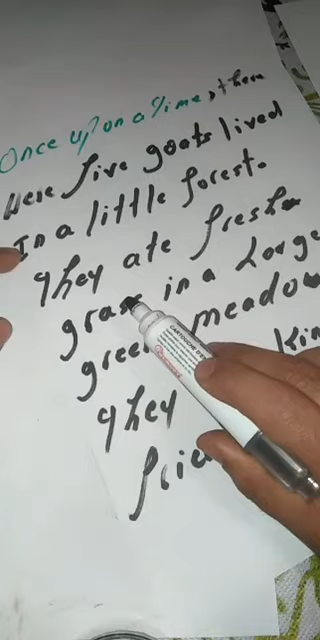 Once upon a time, there
were five goats lived
In a little forest.
They ate fresh
grass in a large
green meadow
They
CARTOUCHE D'E